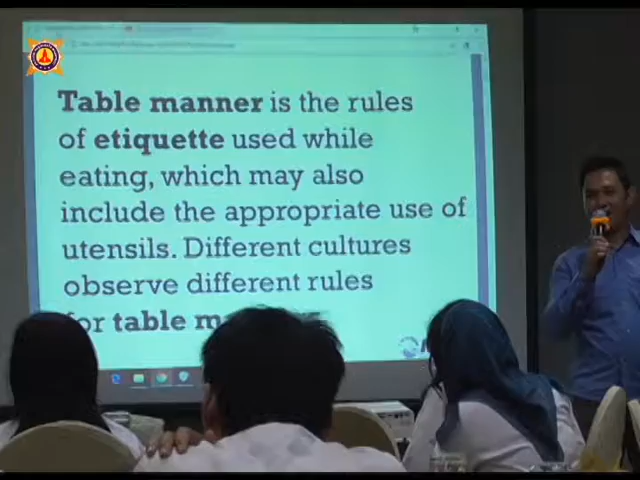 Table manner is the rules
of etiquette used while
eating, which may also
include the appropriate use of
utensils. Different cultures
observe different rules
for table